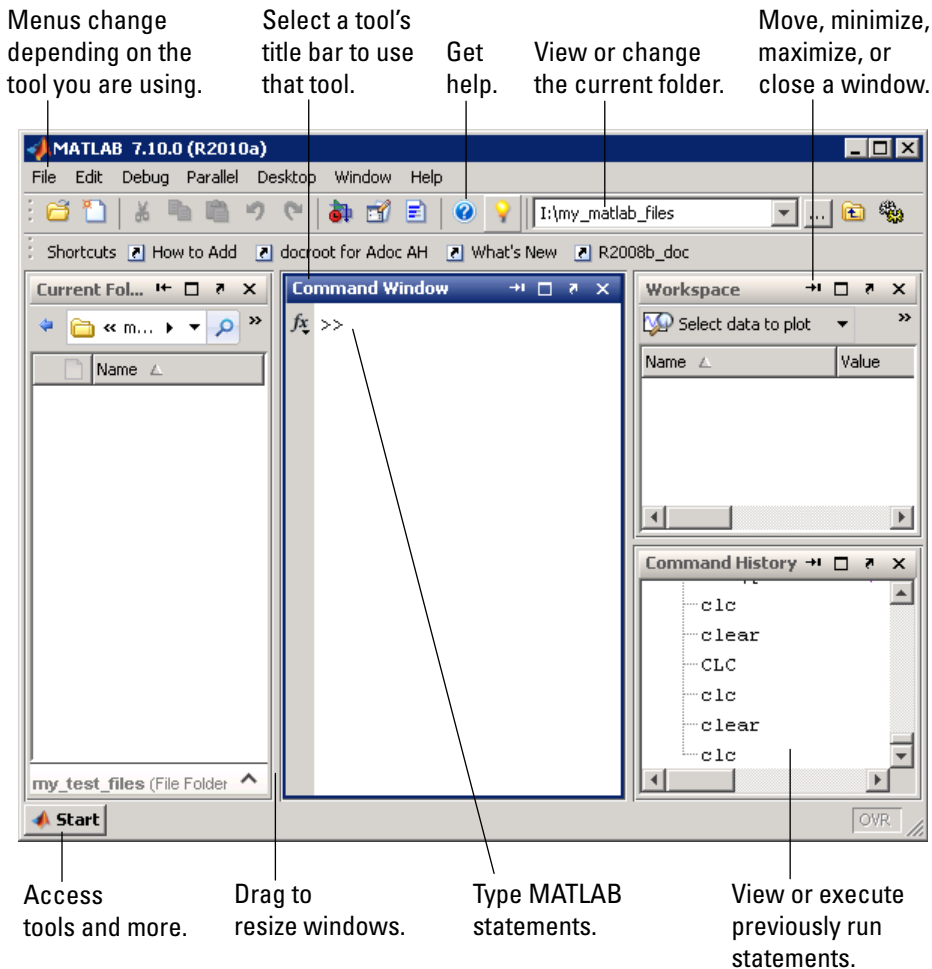 Menus change
depending on the
tool you are using.
Select a tool's
title bar to use
that tool.
Get
help.
View or change
the current folder.
Move, minimize,
maximize, or
close a window.
MATLAB 7.10.0 (R2010a)
File Edit Debug Parallel Desktop Window Help
I:\my_matlab_files
...
Shortcuts How to Add docroot for Adoc AH What's New R2008b_doc
Current Fol...
« m...
»
Name
my_test_files (File Folder
Command Window
fx >>
Workspace
Select data to plot
»
Name Value
Command History
clc
clear
CLC
clc
clear
clc
Start
OVR
Access
tools and more.
Drag to
resize windows.
Type MATLAB
statements.
View or execute
previously run
statements.